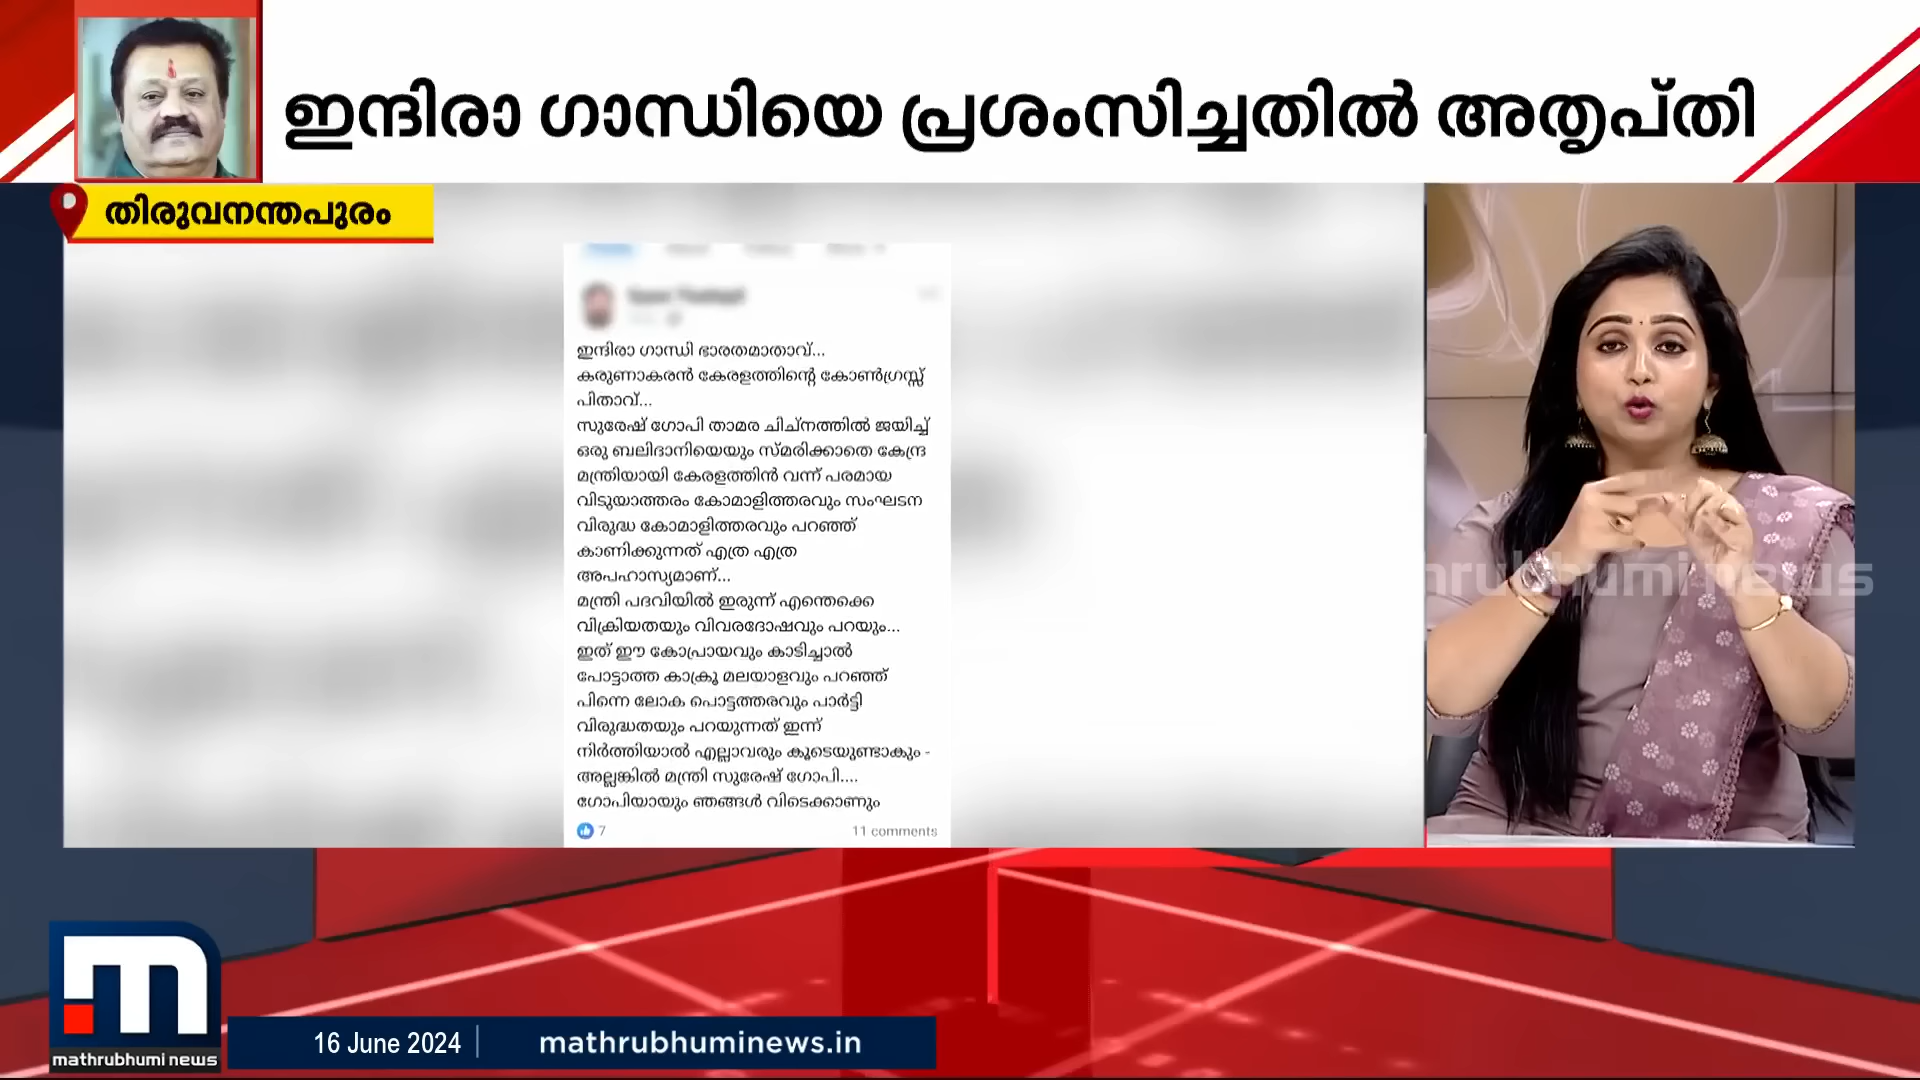 ഇന്ദിരാ ഗാന്ധിയെ പ്രശംസിച്ചതിൽ അതൃപ്തി
തിരുവനന്തപുരം
ഇന്ദിരാ ഗാന്ധി ഭാരതമാതാവ്...
കരുണാകരൻ കേരളത്തിന്റെ കോൺഗ്രസ്സ്
പിതാവ്...
സുരേഷ് ഗോപി താമര ചിച്നത്തിൽ ജയിച്ച്
ഒരു ബലിദാനിയെയും സ്മരിക്കാതെ കേന്ദ്ര
മന്ത്രിയായി കേരളത്തിൻ വന്ന് പരമായ
വിടുയാത്തരം കോമാളിത്തരവും സംഘടന
വിരുദ്ധ കോമാളിത്തരവും പറഞ്ഞ്
കാണിക്കുന്നത് എത്ര എത്ര
അപഹാസ്യമാണ്...
മന്ത്രി പദവിയിൽ ഇരുന്ന് എന്തെക്കെ
വിക്രിയതയും വിവരദോഷവും പറയും...
ഇത് ഈ കോപ്രായവും കാടിച്ചാൽ
പോട്ടാത്ത കാക്രൂ മലയാളവും പറഞ്ഞ്
പിന്നെ ലോക പൊട്ടത്തരവും പാർട്ടി
വിരുദ്ധതയും പറയുന്നത് ഇന്ന്
നിർത്തിയാൽ എല്ലാവരും കൂടെയുണ്ടാകും -
അല്ലങ്കിൽ മന്ത്രി സുരേഷ് ഗോപി....
ഗോപിയായും ഞങ്ങൾ വിടെക്കാണും
7 11 comments
mathrubhumi news
mathrubhumi news
16 June 2024 mathrubhuminews.in